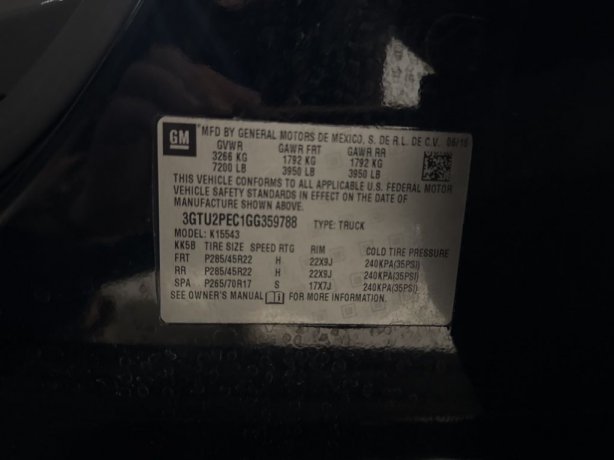 GM MFD BY GENERAL MOTORS DE MEXICO, S. DE R.L. DE C.V. 06/16
GVWR GAWR FRT GAWR RR
3266 KG 1792 KG 1792 KG
7200 LB 3950 LB 3950 LB
THIS VEHICLE CONFORMS TO ALL APPLICABLE U.S. FEDERAL MOTOR
VEHICLE SAFETY STANDARDS IN EFFECT ON THE DATE OF
MANUFACTURE SHOWN ABOVE.
3GTU2PEC1GG359788 TYPE: TRUCK
MODEL: K15543
KK5B TIRE SIZE SPEED RTG RIM COLD TIRE PRESSURE
FRT P285/45R22 H 22X9J 240KPA(35PSI)
RR P285/45R22 H 22X9J 240KPA(35PSI)
SPA P265/70R17 S 17X7J 240KPA(35PSI)
SEE OWNER'S MANUAL FOR MORE INFORMATION.